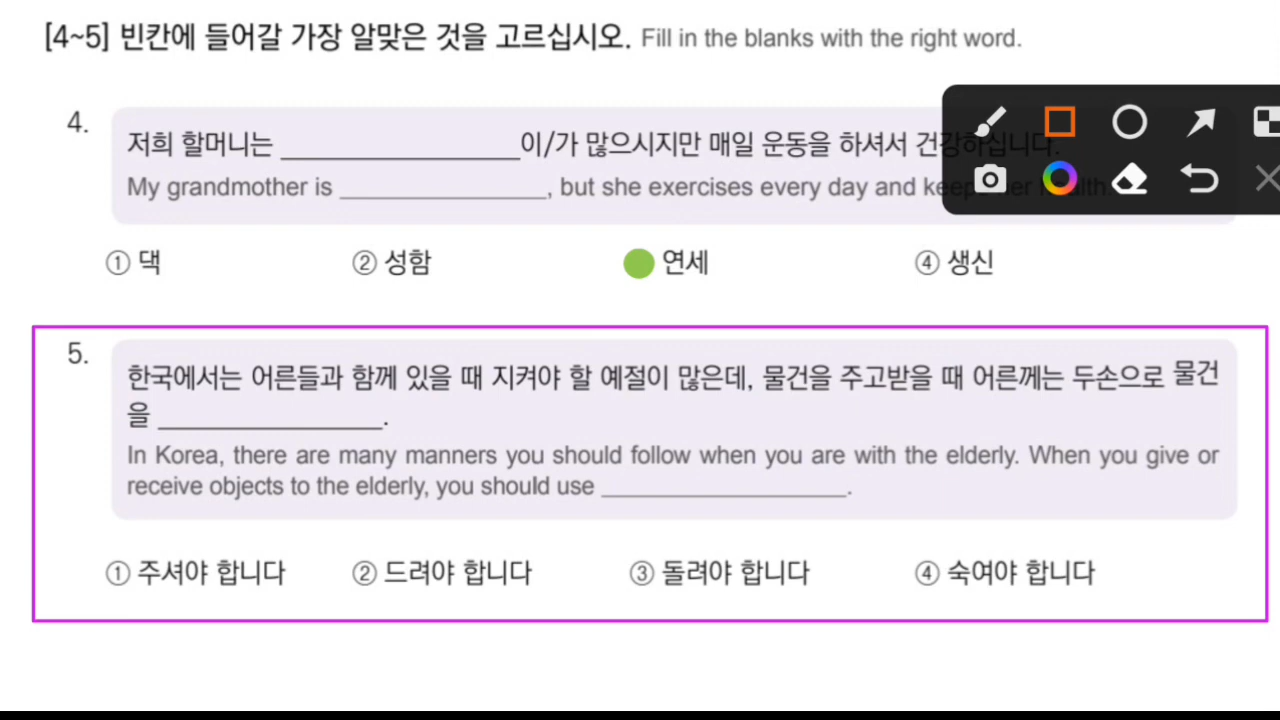 [4~5] 빈칸에 들어갈 가장 알맞은 것을 고르십시오. Fill in the blanks with the right word.
4.
저희 할머니는 ________________이/가 많으시지만 매일 운동을 하셔서 건강하십니다.
My grandmother is ______________, but she exercises every day and keeps her health
① 댁 ② 성함 연세 ④ 생신
5.
한국에서는 어른들과 함께 있을 때 지켜야 할 예절이 많은데, 물건을 주고받을 때 어른께는 두손으로 물건
을 _______________.
In Korea, there are many manners you should follow when you are with the elderly. When you give or
receive objects to the elderly, you should use ________________.
① 주셔야 합니다 ② 드려야 합니다 ③ 돌려야 합니다 ④ 숙여야 합니다